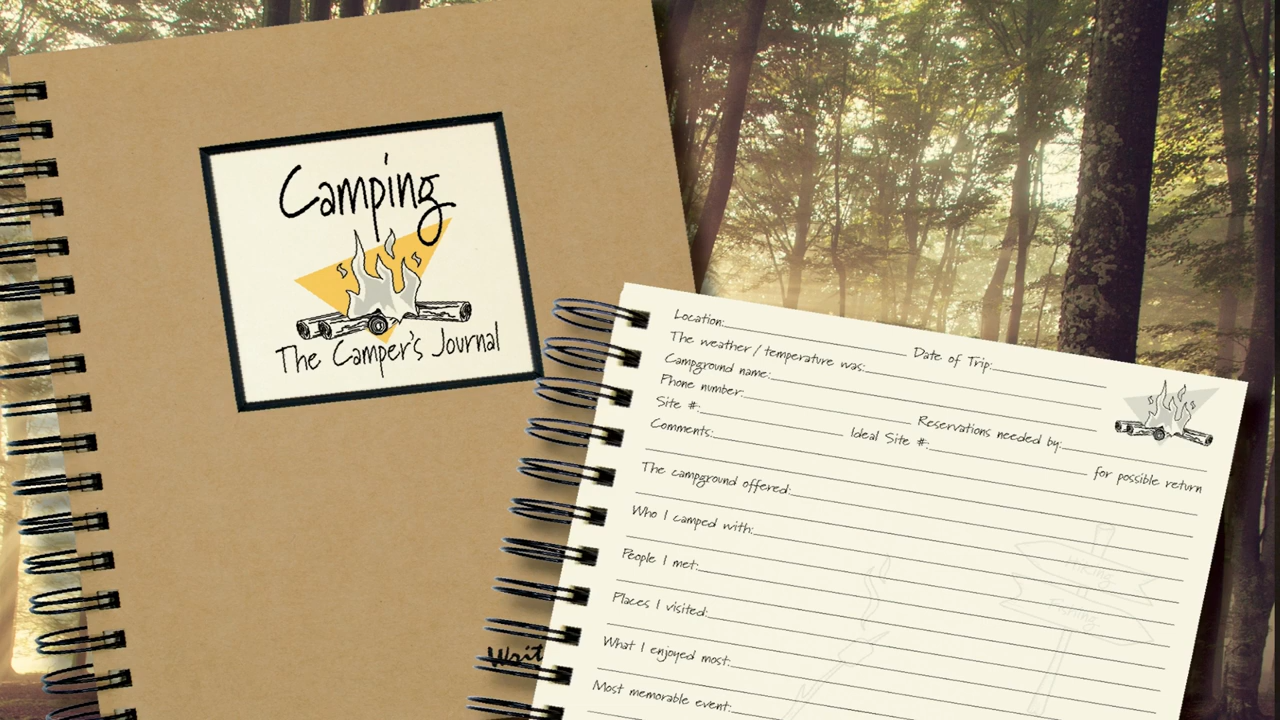 Camping
The Camper's Journal
Location: Date of Trip:
The weather / temperature was:
Campground name:
Phone number: Reservations needed by:
Site #: Ideal Site #: for possible return
Comments:
The campground offered:
Who I camped with:
People I met:
Places I visited:
What I enjoyed most:
Most memorable event:
Hiking
Fishing